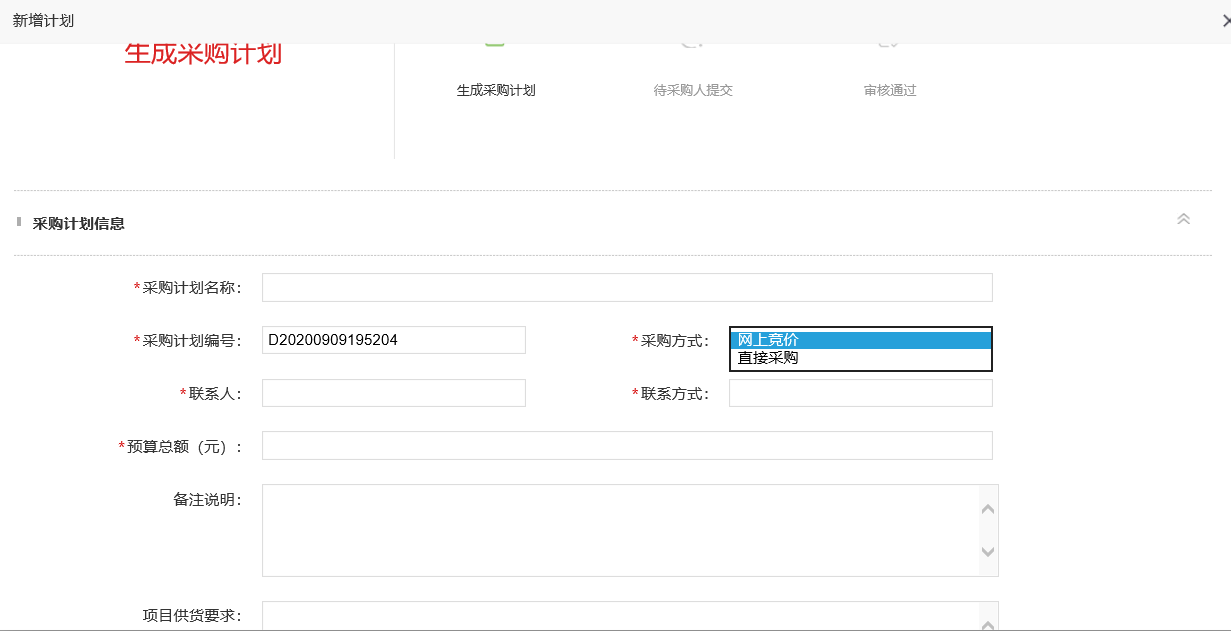 新增计划
生成采购计划
生成采购计划
待采购人提交
审核通过
采购计划信息
*采购计划名称：
*采购计划编号： D20200909195204
*采购方式： 网上竞价
直接采购
*联系人：
*联系方式：
*预算总额（元）：
备注说明：
项目供货要求：